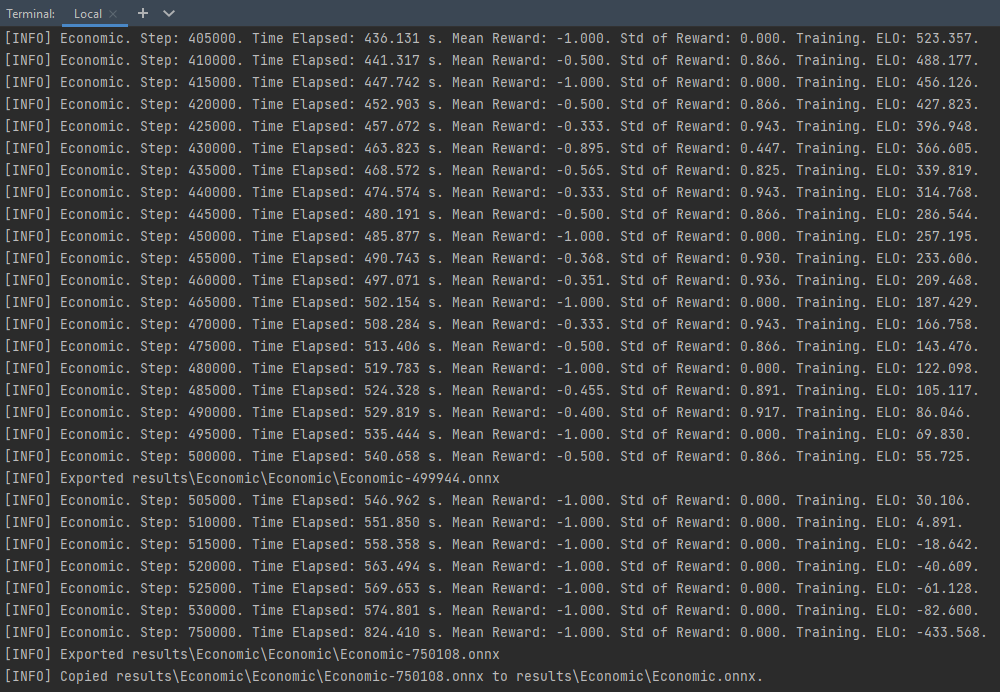 Terminal: Local × + ⌄
[INFO] Economic. Step: 405000. Time Elapsed: 436.131 s. Mean Reward: -1.000. Std of Reward: 0.000. Training. ELO: 523.357.
[INFO] Economic. Step: 410000. Time Elapsed: 441.317 s. Mean Reward: -0.500. Std of Reward: 0.866. Training. ELO: 488.177.
[INFO] Economic. Step: 415000. Time Elapsed: 447.742 s. Mean Reward: -1.000. Std of Reward: 0.000. Training. ELO: 456.126.
[INFO] Economic. Step: 420000. Time Elapsed: 452.903 s. Mean Reward: -0.500. Std of Reward: 0.866. Training. ELO: 427.823.
[INFO] Economic. Step: 425000. Time Elapsed: 457.672 s. Mean Reward: -0.333. Std of Reward: 0.943. Training. ELO: 396.948.
[INFO] Economic. Step: 430000. Time Elapsed: 463.823 s. Mean Reward: -0.895. Std of Reward: 0.447. Training. ELO: 366.605.
[INFO] Economic. Step: 435000. Time Elapsed: 468.572 s. Mean Reward: -0.565. Std of Reward: 0.825. Training. ELO: 339.819.
[INFO] Economic. Step: 440000. Time Elapsed: 474.574 s. Mean Reward: -0.333. Std of Reward: 0.943. Training. ELO: 314.768.
[INFO] Economic. Step: 445000. Time Elapsed: 480.191 s. Mean Reward: -0.500. Std of Reward: 0.866. Training. ELO: 286.544.
[INFO] Economic. Step: 450000. Time Elapsed: 485.877 s. Mean Reward: -1.000. Std of Reward: 0.000. Training. ELO: 257.195.
[INFO] Economic. Step: 455000. Time Elapsed: 490.743 s. Mean Reward: -0.368. Std of Reward: 0.930. Training. ELO: 233.606.
[INFO] Economic. Step: 460000. Time Elapsed: 497.071 s. Mean Reward: -0.351. Std of Reward: 0.936. Training. ELO: 209.468.
[INFO] Economic. Step: 465000. Time Elapsed: 502.154 s. Mean Reward: -1.000. Std of Reward: 0.000. Training. ELO: 187.429.
[INFO] Economic. Step: 470000. Time Elapsed: 508.284 s. Mean Reward: -0.333. Std of Reward: 0.943. Training. ELO: 166.758.
[INFO] Economic. Step: 475000. Time Elapsed: 513.406 s. Mean Reward: -0.500. Std of Reward: 0.866. Training. ELO: 143.476.
[INFO] Economic. Step: 480000. Time Elapsed: 519.783 s. Mean Reward: -1.000. Std of Reward: 0.000. Training. ELO: 122.098.
[INFO] Economic. Step: 485000. Time Elapsed: 524.328 s. Mean Reward: -0.455. Std of Reward: 0.891. Training. ELO: 105.117.
[INFO] Economic. Step: 490000. Time Elapsed: 529.819 s. Mean Reward: -0.400. Std of Reward: 0.917. Training. ELO: 86.046.
[INFO] Economic. Step: 495000. Time Elapsed: 535.444 s. Mean Reward: -1.000. Std of Reward: 0.000. Training. ELO: 69.830.
[INFO] Economic. Step: 500000. Time Elapsed: 540.658 s. Mean Reward: -0.500. Std of Reward: 0.866. Training. ELO: 55.725.
[INFO] Exported results\Economic\Economic\Economic-499944.onnx
[INFO] Economic. Step: 505000. Time Elapsed: 546.962 s. Mean Reward: -1.000. Std of Reward: 0.000. Training. ELO: 30.106.
[INFO] Economic. Step: 510000. Time Elapsed: 551.850 s. Mean Reward: -1.000. Std of Reward: 0.000. Training. ELO: 4.891.
[INFO] Economic. Step: 515000. Time Elapsed: 558.358 s. Mean Reward: -1.000. Std of Reward: 0.000. Training. ELO: -18.642.
[INFO] Economic. Step: 520000. Time Elapsed: 563.494 s. Mean Reward: -1.000. Std of Reward: 0.000. Training. ELO: -40.609.
[INFO] Economic. Step: 525000. Time Elapsed: 569.653 s. Mean Reward: -1.000. Std of Reward: 0.000. Training. ELO: -61.128.
[INFO] Economic. Step: 530000. Time Elapsed: 574.801 s. Mean Reward: -1.000. Std of Reward: 0.000. Training. ELO: -82.600.
[INFO] Economic. Step: 750000. Time Elapsed: 824.410 s. Mean Reward: -1.000. Std of Reward: 0.000. Training. ELO: -433.568.
[INFO] Exported results\Economic\Economic\Economic-750108.onnx
[INFO] Copied results\Economic\Economic\Economic-750108.onnx to results\Economic\Economic.onnx.